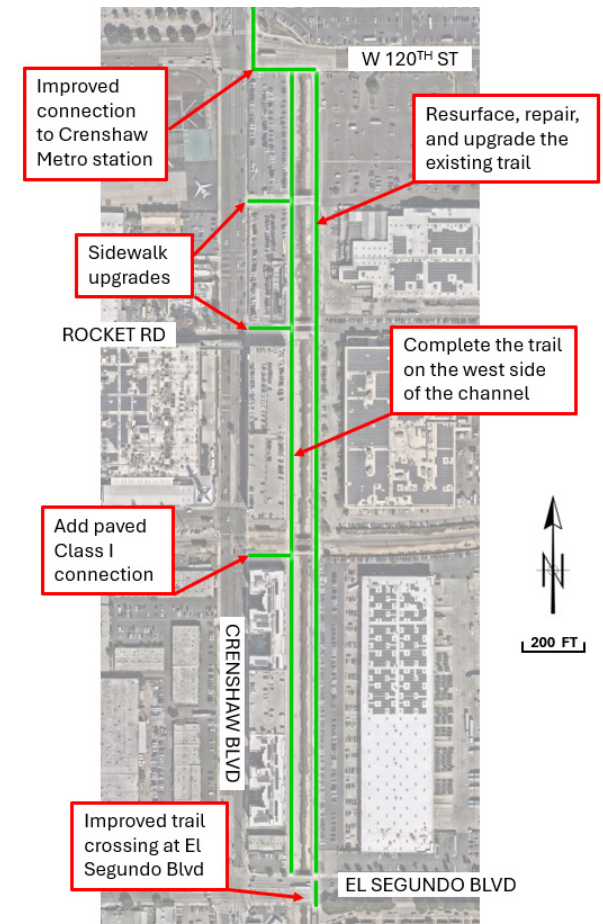 W 120TH ST
Improved
connection
to Crenshaw
Metro station
Resurface, repair,
and upgrade the
existing trail
Sidewalk
upgrades
ROCKET RD
Complete the trail
on the west side
of the channel
Add paved
Class I
connection
N
200 FT
CRENSHAW BLVD
Improved trail
crossing at El
Segundo Blvd
EL SEGUNDO BLVD